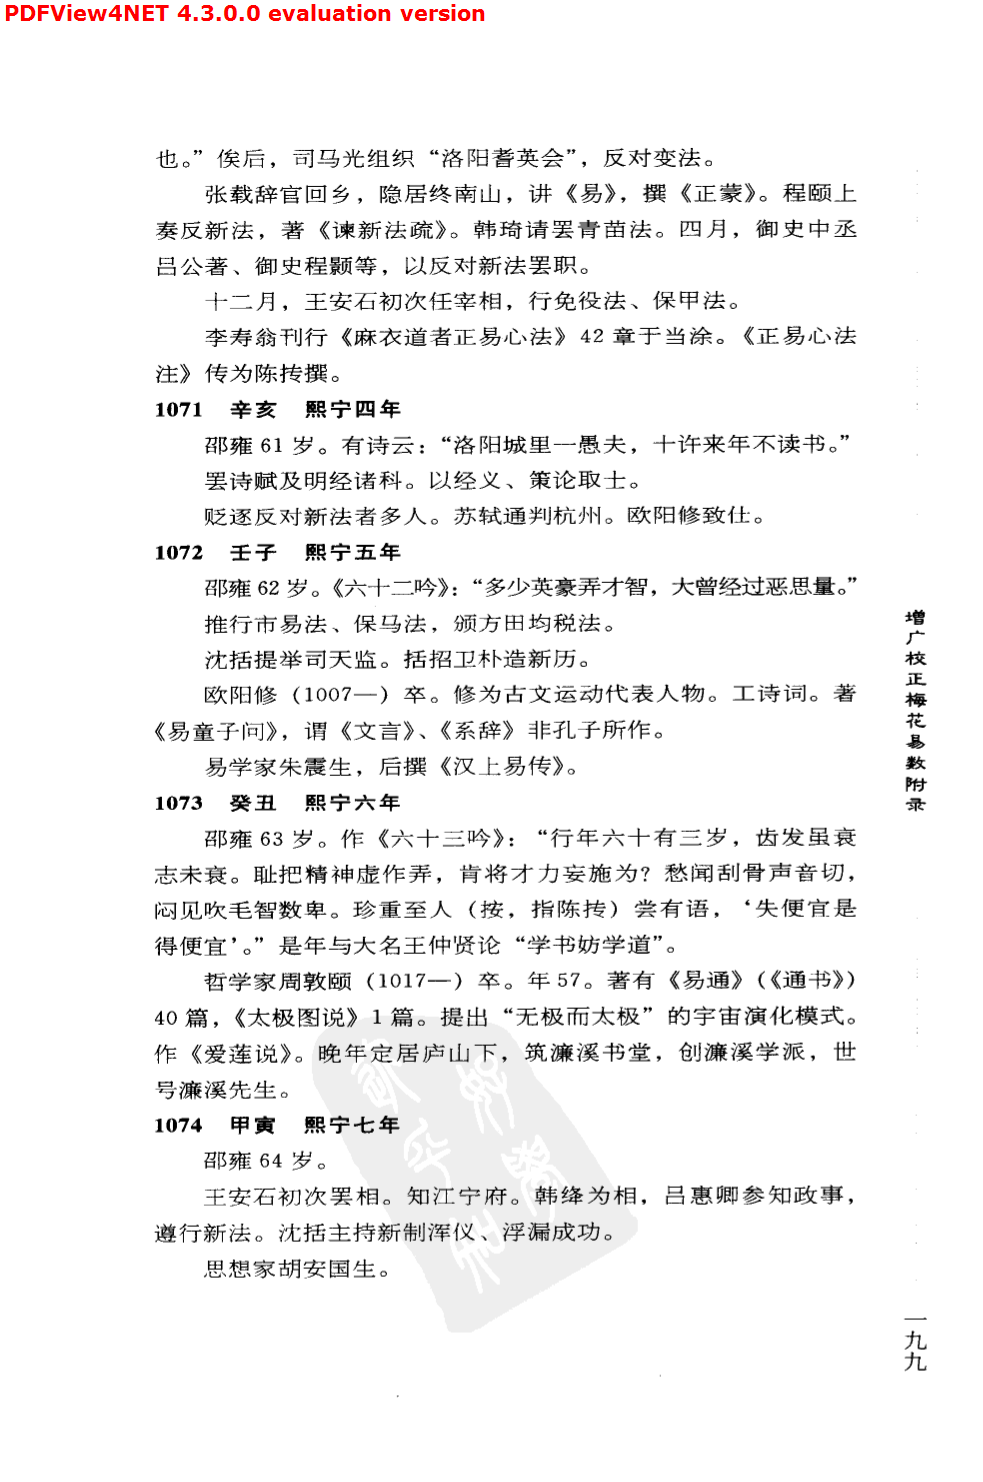 PDFView4NET 4.3.0.0 evaluation version
也。”俟后，司马光组织“洛阳耆英会”，反对变法。
张载辞官回乡，隐居终南山，讲《易》，撰《正蒙》。程颐上
奏反新法，著《谏新法疏》。韩琦请罢青苗法。四月，御史中丞
吕公著、御史程颢等，以反对新法罢职。
十二月，王安石初次任宰相，行免役法、保甲法。
李寿翁刊行《麻衣道者正易心法》42 章于当涂。《正易心法
注》传为陈抟撰。
1071 辛亥 熙宁四年
邵雍 61 岁。有诗云：“洛阳城里一愚夫，十许来年不读书。”
罢诗赋及明经诸科。以经义、策论取士。
贬逐反对新法者多人。苏轼通判杭州。欧阳修致仕。
1072 壬子 熙宁五年
邵雍 62 岁。《六十二吟》：“多少英豪弄才智，大曾经过恶思量。”
推行市易法、保马法，颁方田均税法。
沈括提举司天监。括招卫朴造新历。
欧阳修（1007—）卒。修为古文运动代表人物。工诗词。著
《易童子问》，谓《文言》、《系辞》非孔子所作。
易学家朱震生，后撰《汉上易传》。
1073 癸丑 熙宁六年
邵雍 63 岁。作《六十三吟》：“行年六十有三岁，齿发虽衰
志未衰。耻把精神虚作弄，肯将才力妄施为？愁闻刮骨声音切，
闷见吹毛智数卑。珍重至人（按，指陈抟）尝有语，‘失便宜是
得便宜’。”是年与大名王仲贤论“学书妨学道”。
哲学家周敦颐（1017—）卒。年 57。著有《易通》（《通书》）
40 篇，《太极图说》1 篇。提出“无极而太极”的宇宙演化模式。
作《爱莲说》。晚年定居庐山下，筑濂溪书堂，创濂溪学派，世
号濂溪先生。
1074 甲寅 熙宁七年
邵雍 64 岁。
王安石初次罢相。知江宁府。韩绛为相，吕惠卿参知政事，
遵行新法。沈括主持新制浑仪、浮漏成功。
思想家胡安国生。
增广校正梅花易数附录
一九九